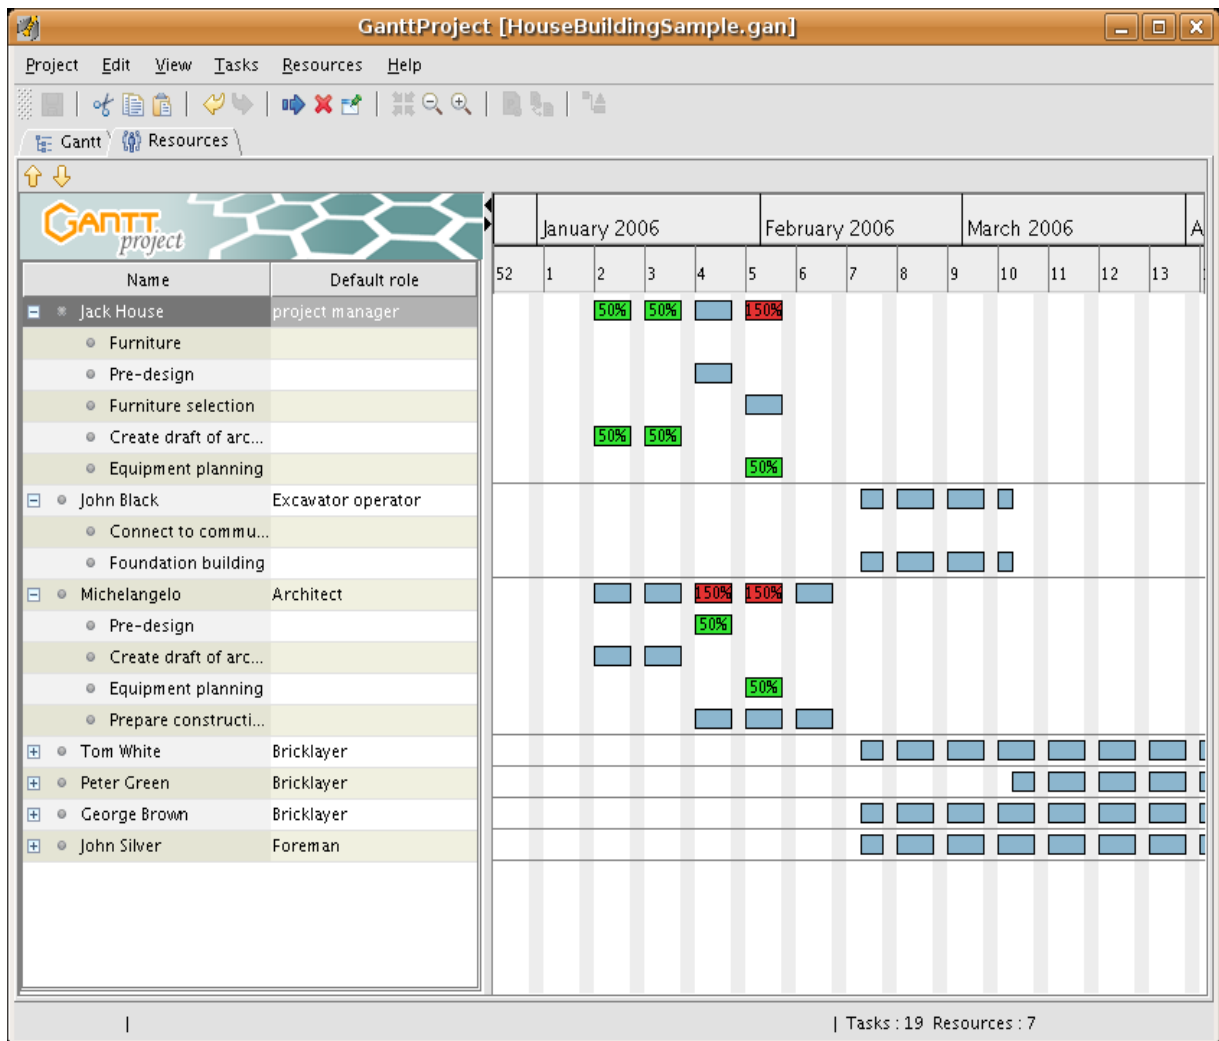 GanttProject [HouseBuildingSample.gan]
Project Edit View Tasks Resources Help
Gantt Resources
GANTT
project
January 2006 February 2006 March 2006 A
Name Default role 52 1 2 3 4 5 6 7 8 9 10 11 12 13
Jack House project manager 50% 50% 150%
Furniture
Pre-design
Furniture selection
Create draft of arc... 50% 50%
Equipment planning 50%
John Black Excavator operator
Connect to commu...
Foundation building
Michelangelo Architect 150% 150%
Pre-design 50%
Create draft of arc...
Equipment planning 50%
Prepare constructi...
Tom White Bricklayer
Peter Green Bricklayer
George Brown Bricklayer
John Silver Foreman
Tasks : 19 Resources : 7